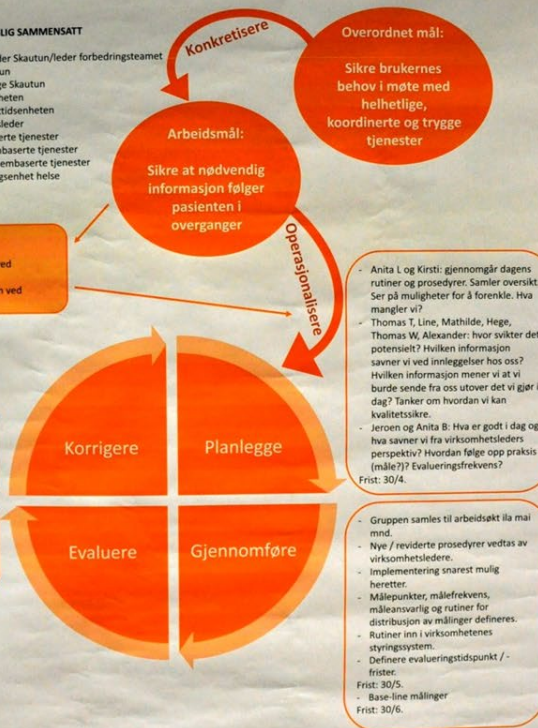 LIG SAMMENSATT
der Skautun/leder forbedringsteamet
un
ge Skautun
heten
tidsenheten
leder
erte tjenester
baserte tjenester
embaserte tjenester
gsenhet helse
Konkretisere
Overordnet mål:
Sikre brukernes
behov i møte med
helhetlige,
koordinerte og trygge
tjenester
Arbeidsmål:
Sikre at nødvendig
informasjon følger
pasienten i
overganger
ved
n ved
Operasjonalisere
- Anita L og Kirsti: gjennomgår dagens
rutiner og prosedyrer. Samler oversikt.
Ser på muligheter for å forenkle. Hva
mangler vi?
- Thomas T, Line, Mathilde, Hege,
Thomas W, Alexander: hvor svikter det
potensielt? Hvilken informasjon
savner vi ved innleggelser hos oss?
Hvilken informasjon mener vi at vi
burde sende fra oss utover det vi gjør i
dag? Tanker om hvordan vi kan
kvalitetssikre.
- Jeroen og Anita B: Hva er godt i dag og
hva savner vi fra virksomhetsleders
perspektiv? Hvordan følge opp praksis
(måle?)? Evalueringsfrekvens?
Frist: 30/4.
Korrigere
Planlegge
Evaluere
Gjennomføre
- Gruppen samles til arbeidsøkt ila mai
mnd.
- Nye / reviderte prosedyrer vedtas av
virksomhetsledere.
- Implementering snarest mulig
heretter.
- Målepunkter, målefrekvens,
måleansvarlig og rutiner for
distribusjon av målinger defineres.
- Rutiner inn i virksomhetenes
styringssystem.
- Definere evalueringstidspunkt / -
frister.
Frist: 30/5.
- Base-line målinger
Frist: 30/6.